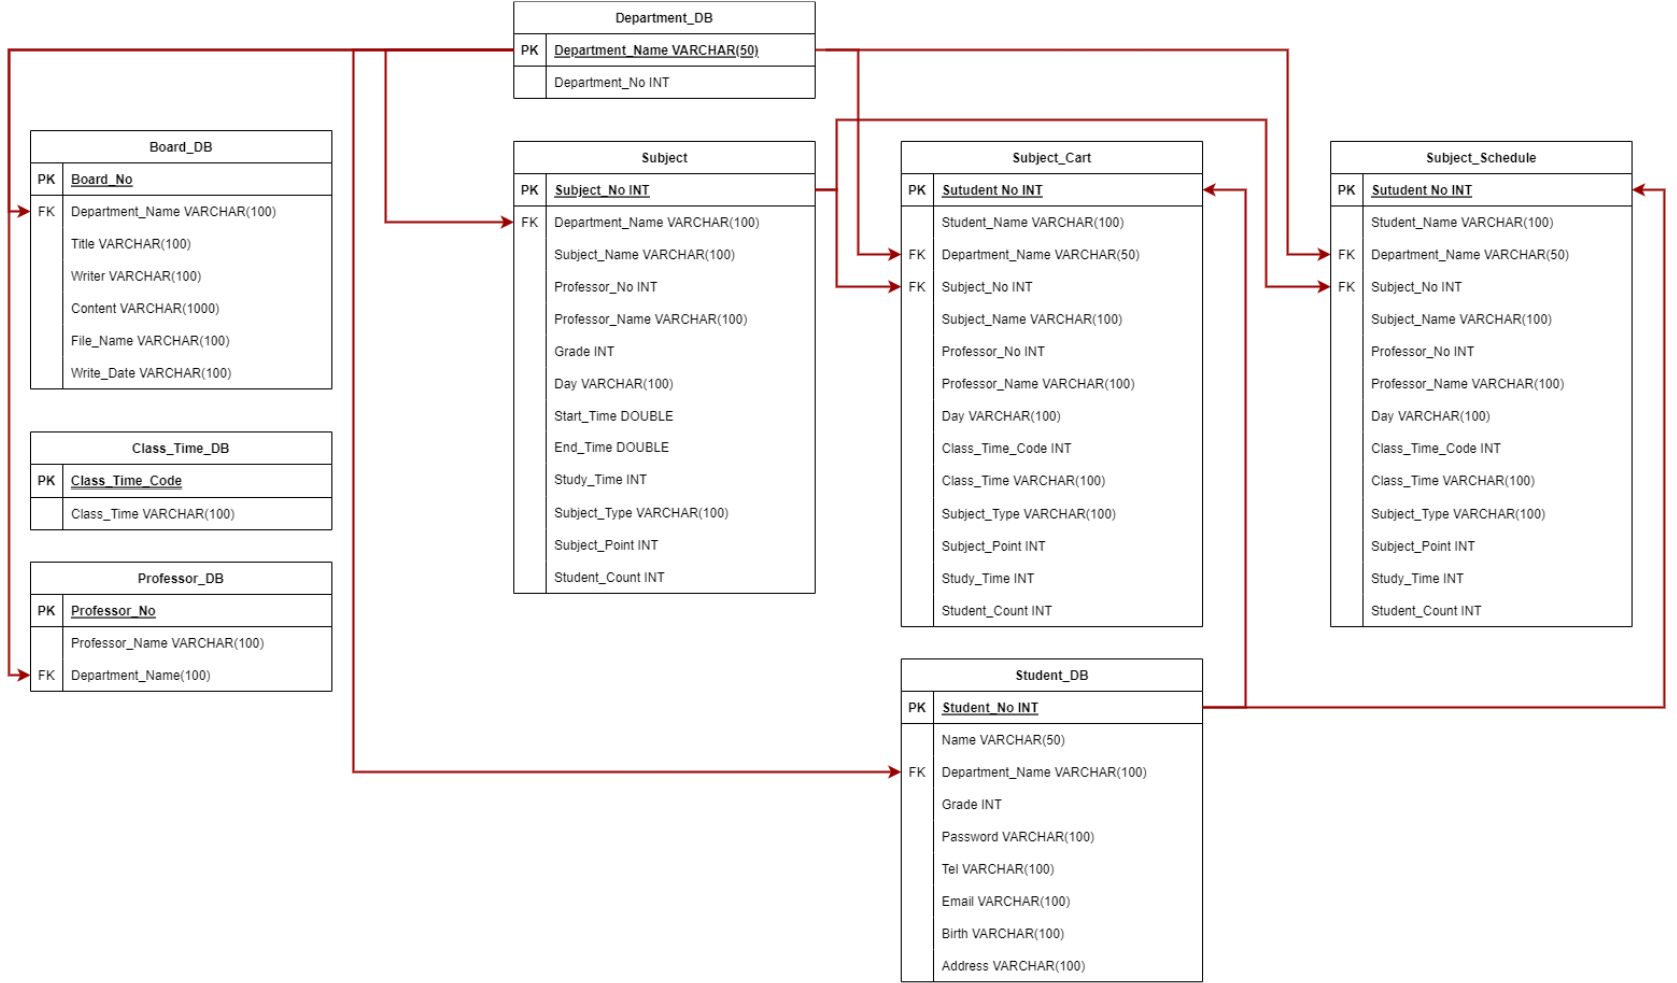 Department_DB
PK Department_Name VARCHAR(50)
Department_No INT
Board_DB
PK Board_No
FK Department_Name VARCHAR(100)
Title VARCHAR(100)
Writer VARCHAR(100)
Content VARCHAR(1000)
File_Name VARCHAR(100)
Write_Date VARCHAR(100)
Class_Time_DB
PK Class_Time_Code
Class_Time VARCHAR(100)
Professor_DB
PK Professor_No
Professor_Name VARCHAR(100)
FK Department_Name(100)
Subject
PK Subject_No INT
FK Department_Name VARCHAR(100)
Subject_Name VARCHAR(100)
Professor_No INT
Professor_Name VARCHAR(100)
Grade INT
Day VARCHAR(100)
Start_Time DOUBLE
End_Time DOUBLE
Study_Time INT
Subject_Type VARCHAR(100)
Subject_Point INT
Student_Count INT
Subject_Cart
PK Sutudent No INT
Student_Name VARCHAR(100)
FK Department_Name VARCHAR(50)
FK Subject_No INT
Subject_Name VARCHAR(100)
Professor_No INT
Professor_Name VARCHAR(100)
Day VARCHAR(100)
Class_Time_Code INT
Class_Time VARCHAR(100)
Subject_Type VARCHAR(100)
Subject_Point INT
Study_Time INT
Student_Count INT
Subject_Schedule
PK Sutudent No INT
Student_Name VARCHAR(100)
FK Department_Name VARCHAR(50)
FK Subject_No INT
Subject_Name VARCHAR(100)
Professor_No INT
Professor_Name VARCHAR(100)
Day VARCHAR(100)
Class_Time_Code INT
Class_Time VARCHAR(100)
Subject_Type VARCHAR(100)
Subject_Point INT
Study_Time INT
Student_Count INT
Student_DB
PK Student_No INT
Name VARCHAR(50)
FK Department_Name VARCHAR(100)
Grade INT
Password VARCHAR(100)
Tel VARCHAR(100)
Email VARCHAR(100)
Birth VARCHAR(100)
Address VARCHAR(100)